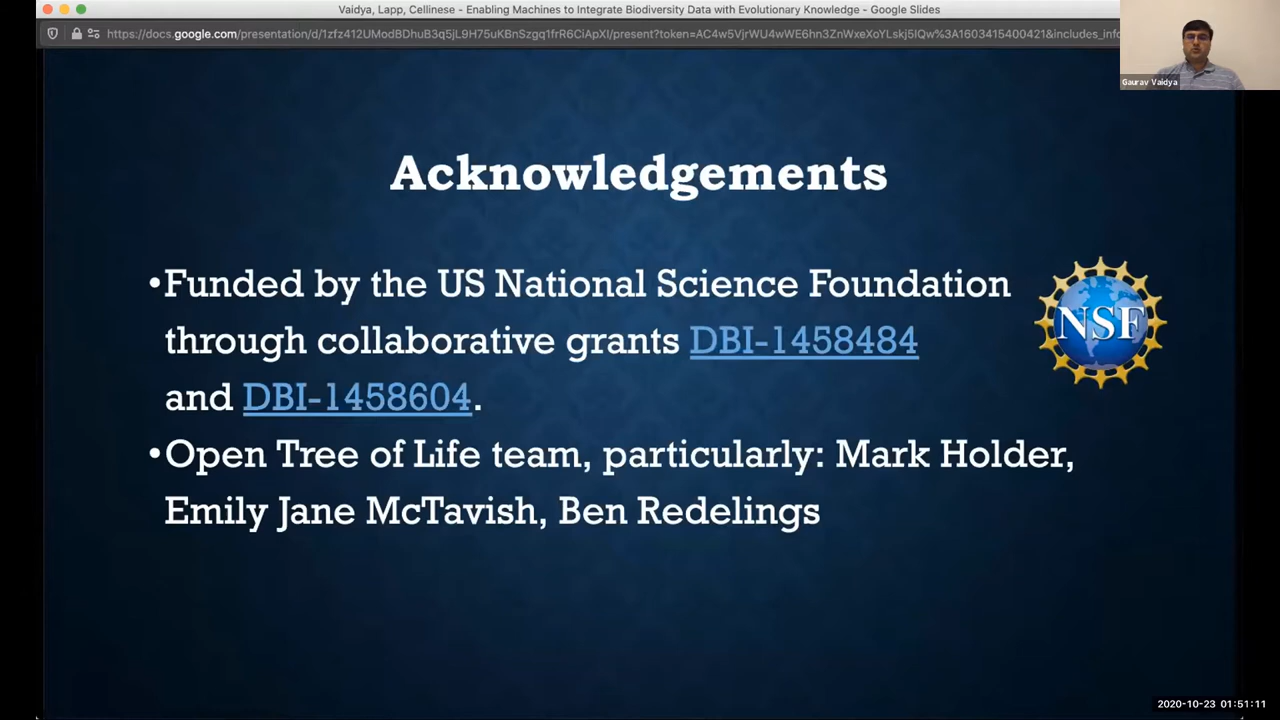 Vaidya, Lapp, Cellinese - Enabling Machines to Integrate Biodiversity Data with Evolutionary Knowledge - Google Slides
https://docs.google.com/presentation/d/1zfz412UModBDhuB3q5jL9H75uKBnSzgq1frR6CiApXI/present?token=AC4w5VjrWU4wWE6hn3ZnWxeXoYLskj5IQw%3A1603415400421&includes_info
Gaurav Vaidya
Acknowledgements
•Funded by the US National Science Foundation
through collaborative grants DBI-1458484
and DBI-1458604.
NSF
•Open Tree of Life team, particularly: Mark Holder,
Emily Jane McTavish, Ben Redelings
2020-10-23 01:51:11